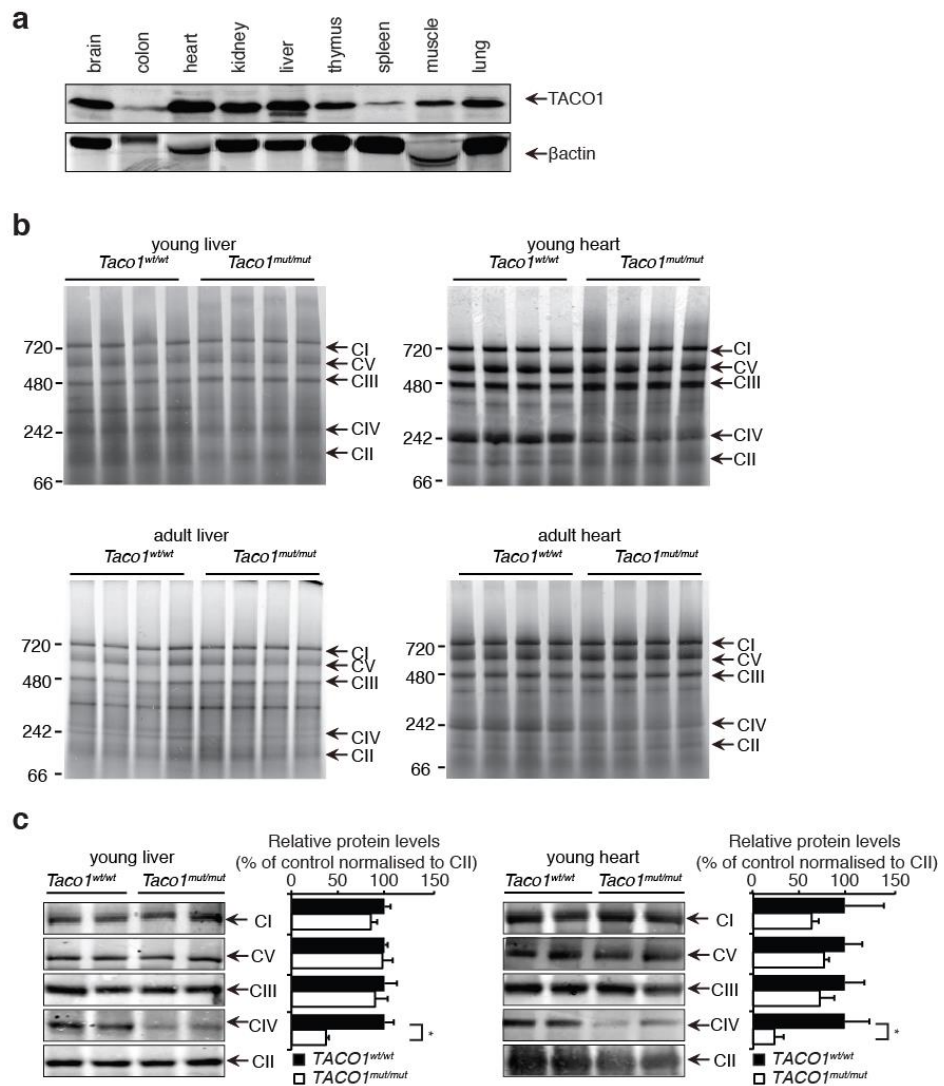 a
brain
colon
heart
kidney
liver
thymus
spleen
muscle
lung
TACO1
βactin
b
young liver
Taco1wt/wt Taco1mut/mut
720
480
242
66
CI
CV
CIII
CIV
CII
young heart
Taco1wt/wt Taco1mut/mut
720
480
242
66
CI
CV
CIII
CIV
CII
adult liver
Taco1wt/wt Taco1mut/mut
720
480
242
66
CI
CV
CIII
CIV
CII
adult heart
Taco1wt/wt Taco1mut/mut
720
480
242
66
CI
CV
CIII
CIV
CII
c
young liver
Taco1wt/wt Taco1mut/mut
CI
CV
CIII
CIV
CII
Relative protein levels
(% of control normalised to CII)
0 50 100 150
*
TACO1wt/wt
TACO1mut/mut
young heart
Taco1wt/wt Taco1mut/mut
CI
CV
CIII
CIV
CII
Relative protein levels
(% of control normalised to CII)
0 50 100 150
*
TACO1wt/wt
TACO1mut/mut